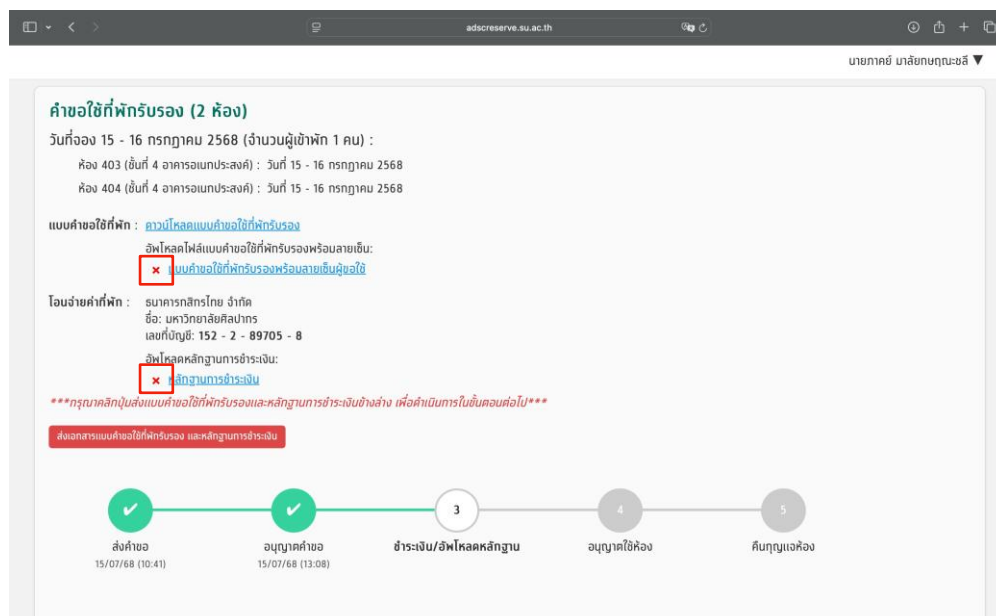 adscreserve.su.ac.th
นายภาคย์ มาลัยกษฤณะชลี ▼
คำขอใช้ที่พักรับรอง (2 ห้อง)
วันที่จอง 15 - 16 กรกฎาคม 2568 (จำนวนผู้เข้าพัก 1 คน) :
ห้อง 403 (ชั้นที่ 4 อาคารอเนกประสงค์) : วันที่ 15 - 16 กรกฎาคม 2568
ห้อง 404 (ชั้นที่ 4 อาคารอเนกประสงค์) : วันที่ 15 - 16 กรกฎาคม 2568
แบบคำขอใช้ที่พัก : ดาวน์โหลดแบบคำขอใช้ที่พักรับรอง
อัพโหลดไฟล์แบบคำขอใช้ที่พักรับรองพร้อมลายเซ็น:
× แบบคำขอใช้ที่พักรับรองพร้อมลายเซ็นผู้ขอใช้
โอนจ่ายค่าที่พัก : ธนาคารกสิกรไทย จำกัด
ชื่อ: มหาวิทยาลัยศิลปากร
เลขที่บัญชี: 152 - 2 - 89705 - 8
อัพโหลดหลักฐานการชำระเงิน:
× หลักฐานการชำระเงิน
***กรุณาคลิกปุ่มส่งแบบคำขอใช้ที่พักรับรองและหลักฐานการชำระเงินข้างล่าง เพื่อดำเนินการในขั้นตอนต่อไป***
ส่งเอกสารแบบคำขอใช้ที่พักรับรอง และหลักฐานการชำระเงิน
3 4 5
ส่งคำขอ อนุญาตคำขอ ชำระเงิน/อัพโหลดหลักฐาน อนุญาตใช้ห้อง คืนกุญแจห้อง
15/07/68 (10:41) 15/07/68 (13:08)